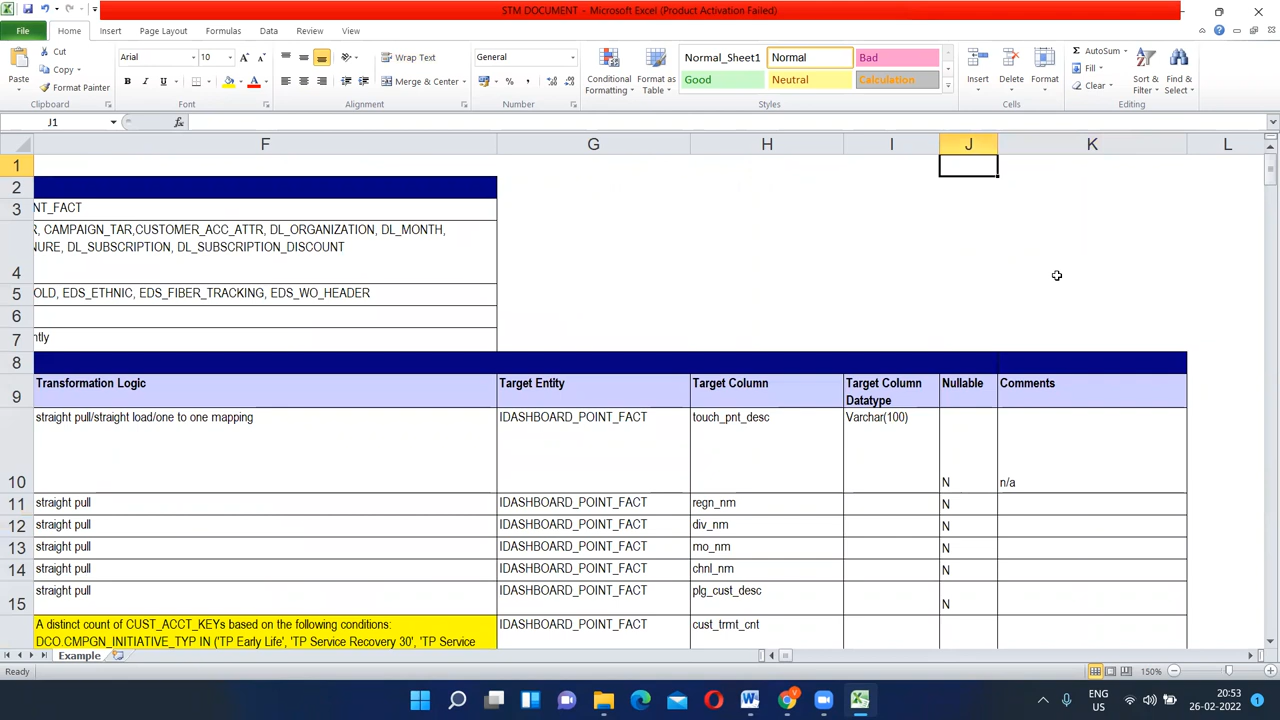 STM DOCUMENT - Microsoft Excel (Product Activation Failed)
File Home Insert Page Layout Formulas Data Review View
Cut
Copy
Format Painter
Paste
Clipboard
Arial 10
Font
Wrap Text
Merge & Center
Alignment
General
Number
Conditional Formatting
Format as Table
Normal_Sheet1 Normal Bad
Good Neutral Calculation
Styles
Insert Delete Format
Cells
AutoSum
Fill
Clear
Sort & Filter
Find & Select
Editing
J1 fx
F G H I J K L
1
2
3 NT_FACT
R, CAMPAIGN_TAR,CUSTOMER_ACC_ATTR, DL_ORGANIZATION, DL_MONTH,
NURE, DL_SUBSCRIPTION, DL_SUBSCRIPTION_DISCOUNT
4
5 OLD, EDS_ETHNIC, EDS_FIBER_TRACKING, EDS_WO_HEADER
6
7 ntly
8
9 Transformation Logic Target Entity Target Column Target Column Datatype Nullable Comments
10 straight pull/straight load/one to one mapping IDASHBOARD_POINT_FACT touch_pnt_desc Varchar(100) N n/a
11 straight pull IDASHBOARD_POINT_FACT regn_nm N
12 straight pull IDASHBOARD_POINT_FACT div_nm N
13 straight pull IDASHBOARD_POINT_FACT mo_nm N
14 straight pull IDASHBOARD_POINT_FACT chnl_nm N
15 straight pull IDASHBOARD_POINT_FACT plg_cust_desc N
A distinct count of CUST_ACCT_KEYs based on the following conditions: IDASHBOARD_POINT_FACT cust_trmt_cnt
DCO.CMPGN_INITIATIVE_TYP IN ('TP Early Life', 'TP Service Recovery 30', 'TP Service
Example
Ready 150%
ENG US 20:53 26-02-2022